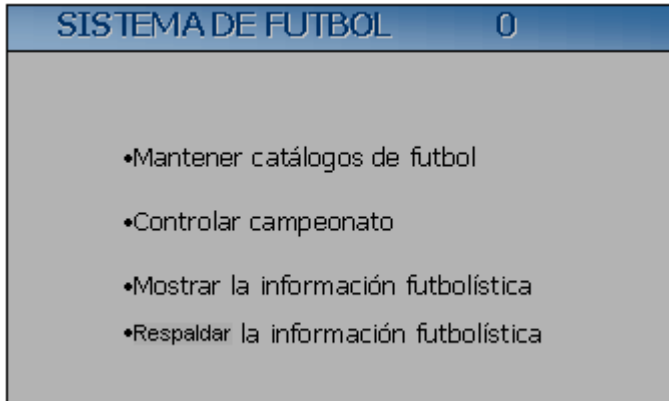 SISTEMA DE FUTBOL 0
•Mantener catálogos de futbol
•Controlar campeonato
•Mostrar la información futbolística
•Respaldar la información futbolística